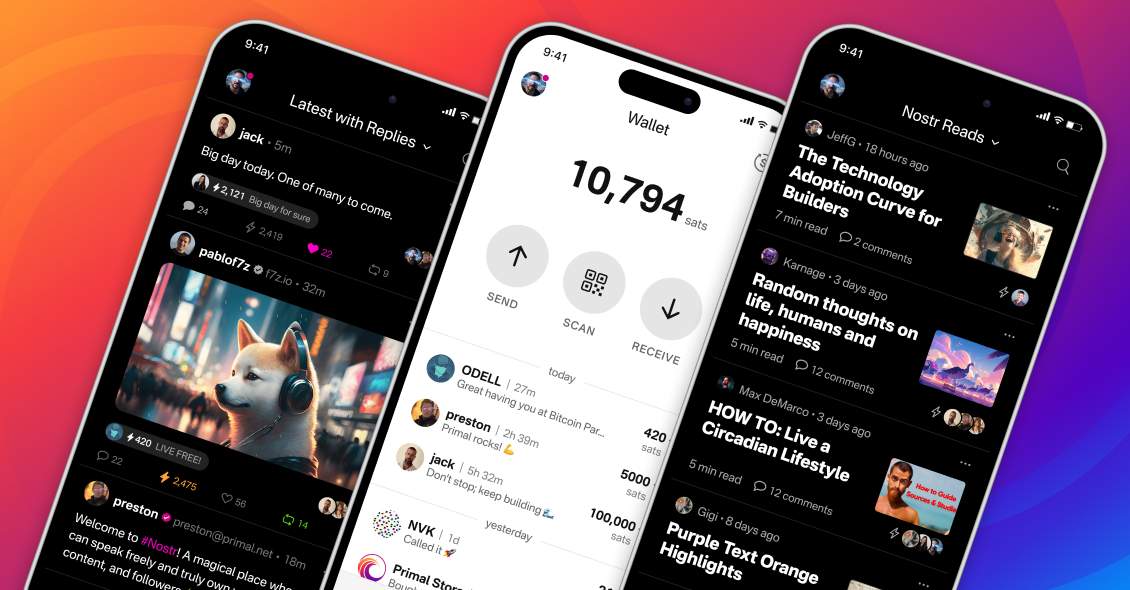 9:41
Latest with Replies
jack • 5m
Big day today. One of many to come.
2,121 Big day for sure
24
2,419
22
9
pablof7z f7z.io • 32m
420 LIVE FREE!
22
2,475
56
14
preston preston@primal.net • 18m
Welcome to #Nostr! A magical place whe
can speak freely and truly own
content, and followers
9:41
Wallet
10,794 sats
SEND
SCAN
RECEIVE
today
ODELL | 27m
Great having you at Bitcoin Par...
420
sats
preston | 2h 39m
Primal rocks! 💪
5000
sats
jack | 5h 32m
Don't stop; keep building 🌊
100,000
sats
yesterday
NVK | 1d
Called it 🚀
Primal Stor
9:41
Nostr Reads
JeffG • 18 hours ago
The Technology
Adoption Curve for
Builders
7 min read
2 comments
Karnage • 3 days ago
Random thoughts on
life, humans and
happiness
5 min read
12 comments
Max DeMarco • 3 days ago
HOW TO: Live a
Circadian Lifestyle
How to Guide
Sources & Studie
5 min read
12 comments
Gigi • 8 days ago
Purple Text Orange
Highlights